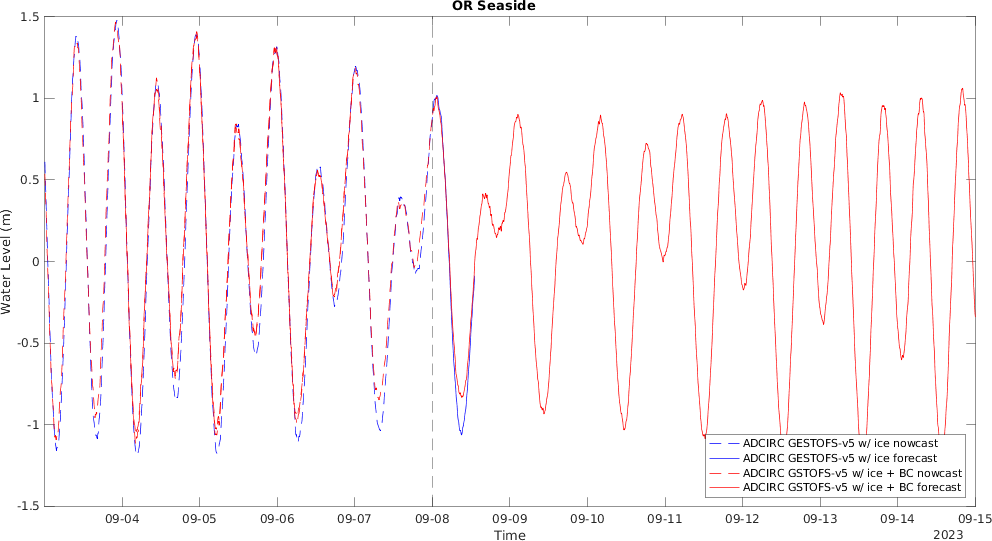 OR Seaside
1.5
1
0.5
0
-0.5
-1
-1.5
Water Level (m)
09-04 09-05 09-06 09-07 09-08 09-09 09-10 09-11 09-12 09-13 09-14 09-15
Time
2023
ADCIRC GESTOFS-v5 w/ ice nowcast
ADCIRC GESTOFS-v5 w/ ice forecast
ADCIRC GSTOFS-v5 w/ ice + BC nowcast
ADCIRC GSTOFS-v5 w/ ice + BC forecast